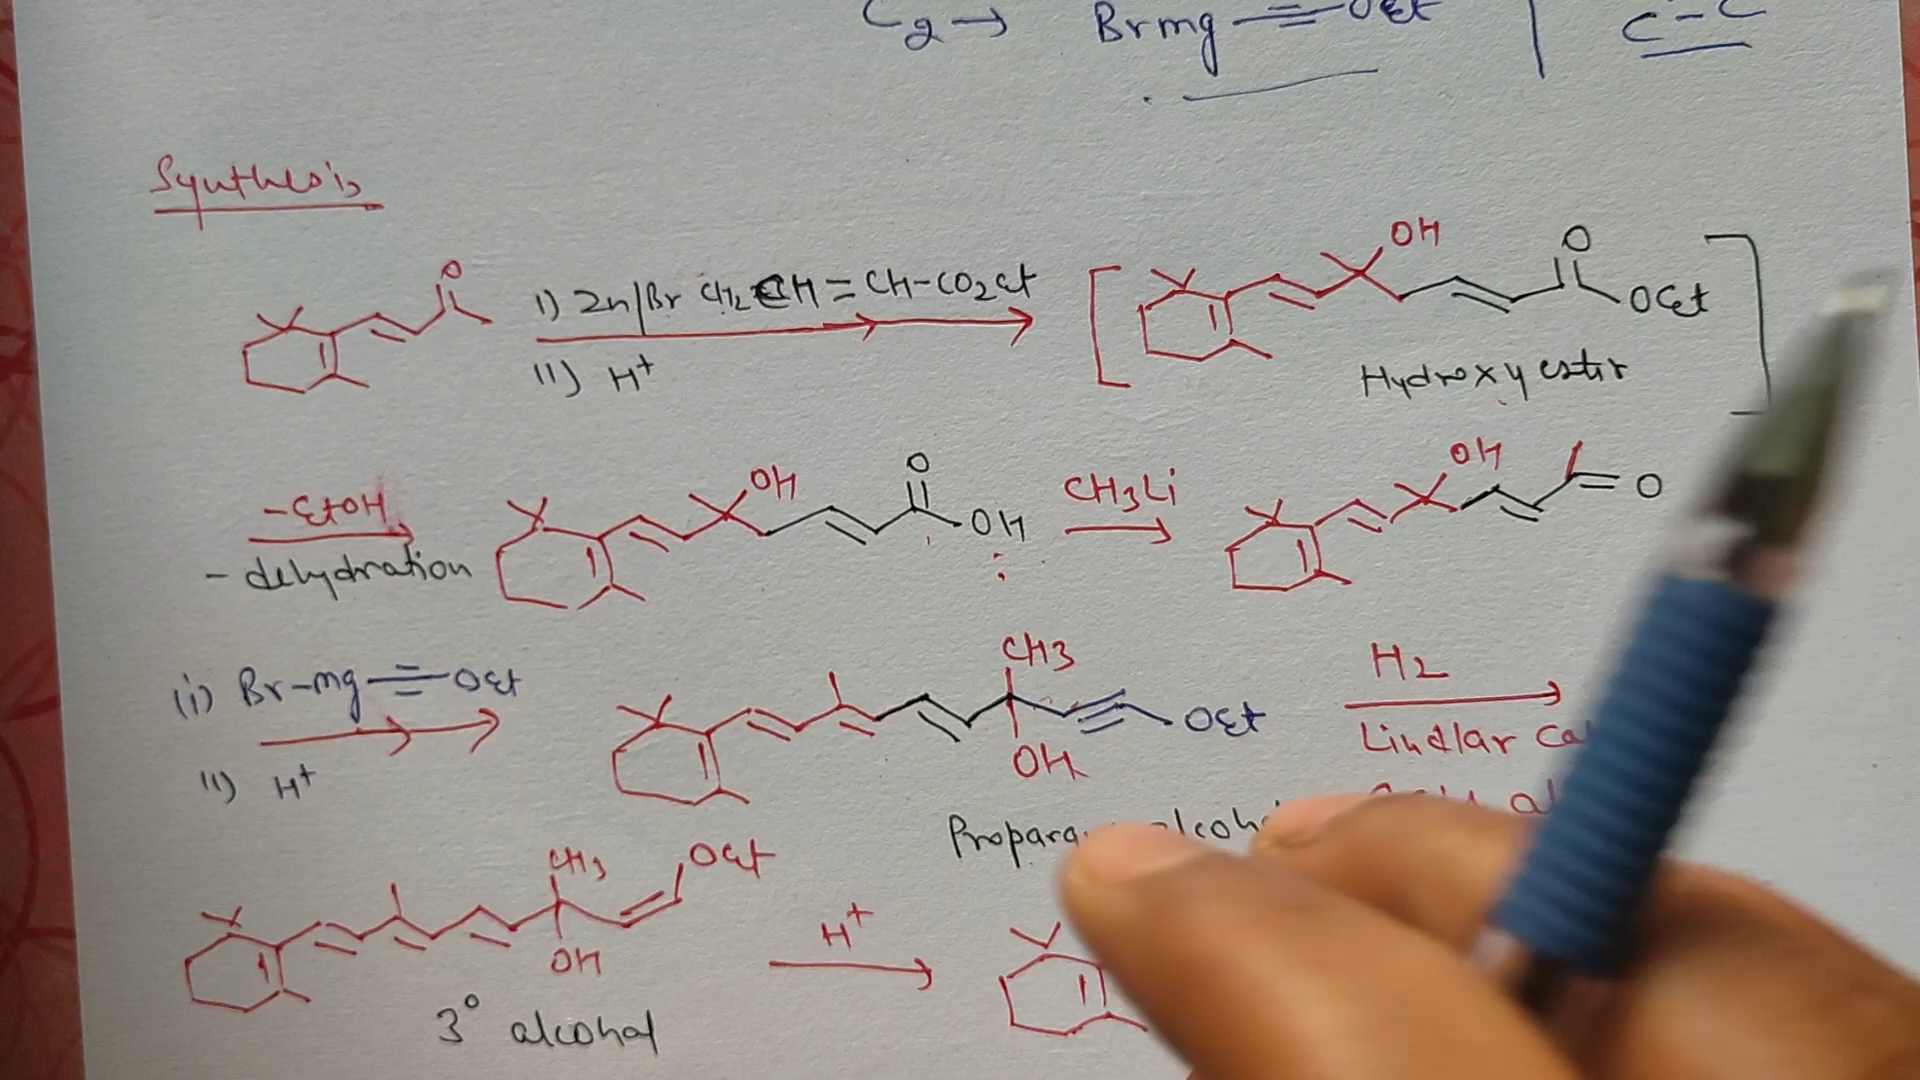 C₂ → BrMg≡OEt | C-C
Synthesis
O
i) Zn/Br CH₂CH=CH-CO₂Et
ii) H⁺
OH
O
OEt
Hydroxy ester
-EtOH
- dehydration
OH
O
OH
CH₃Li
OH
O
(i) Br-Mg≡OEt
ii) H⁺
CH₃
OH
OEt
H₂
Lindlar
alcohol
CH₃
OEt
OH
3° alcohol
H⁺